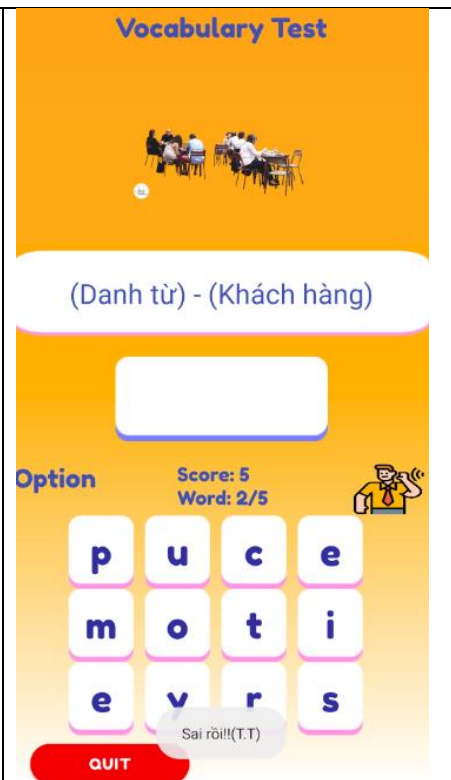 Vocabulary Test
(Danh từ) - (Khách hàng)
Option
Score: 5
Word: 2/5
p u c e
m o t i
e y r s
Sai rồi!!(T.T)
QUIT